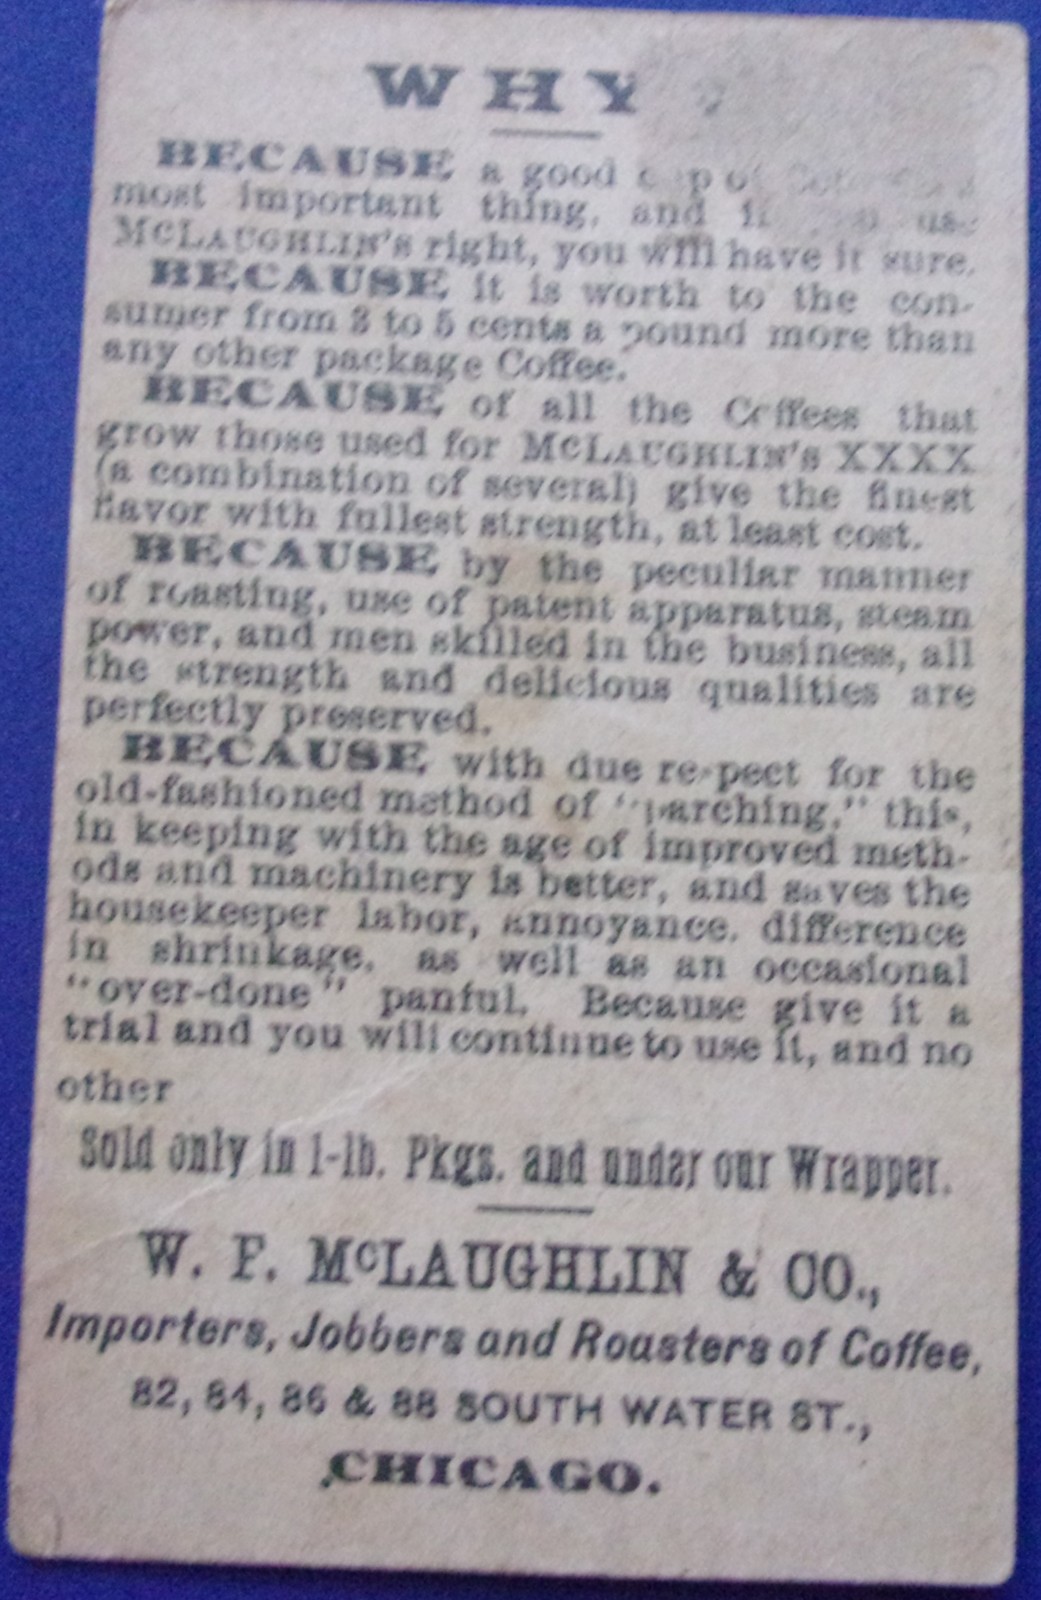 WHY ?
BECAUSE a good cup of
most important thing, and if you use
McLAUGHLIN'S right, you will have it sure.
BECAUSE it is worth to the con-
sumer from 3 to 5 cents a pound more than
any other package Coffee.
BECAUSE of all the Coffees that
grow those used for McLAUGHLIN'S XXXX
(a combination of several) give the finest
flavor with fullest strength, at least cost.
BECAUSE by the peculiar manner
of roasting, use of patent apparatus, steam
power, and men skilled in the business, all
the strength and delicious qualities are
perfectly preserved.
BECAUSE with due respect for the
old-fashioned method of "parching," this,
in keeping with the age of improved meth-
ods and machinery is better, and saves the
housekeeper labor, annoyance, difference
in shrinkage, as well as an occasional
"over-done" panful. Because give it a
trial and you will continue to use it, and no
other
Sold only in 1-lb. Pkgs. and under our Wrapper.
W. F. McLAUGHLIN & CO.,
Importers, Jobbers and Roasters of Coffee,
82, 84, 86 & 88 SOUTH WATER ST.,
CHICAGO.